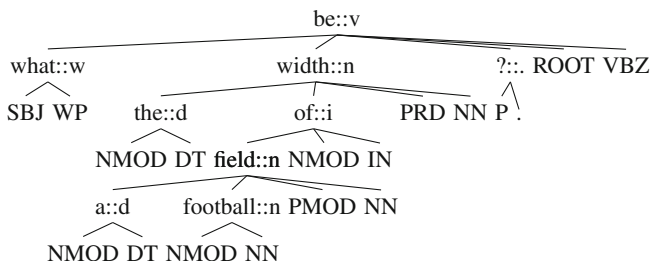 be::v
what::w width::n ?::. ROOT VBZ
SBJ WP the::d of::i PRD NN P .
NMOD DT field::n NMOD IN
a::d football::n PMOD NN
NMOD DT NMOD NN